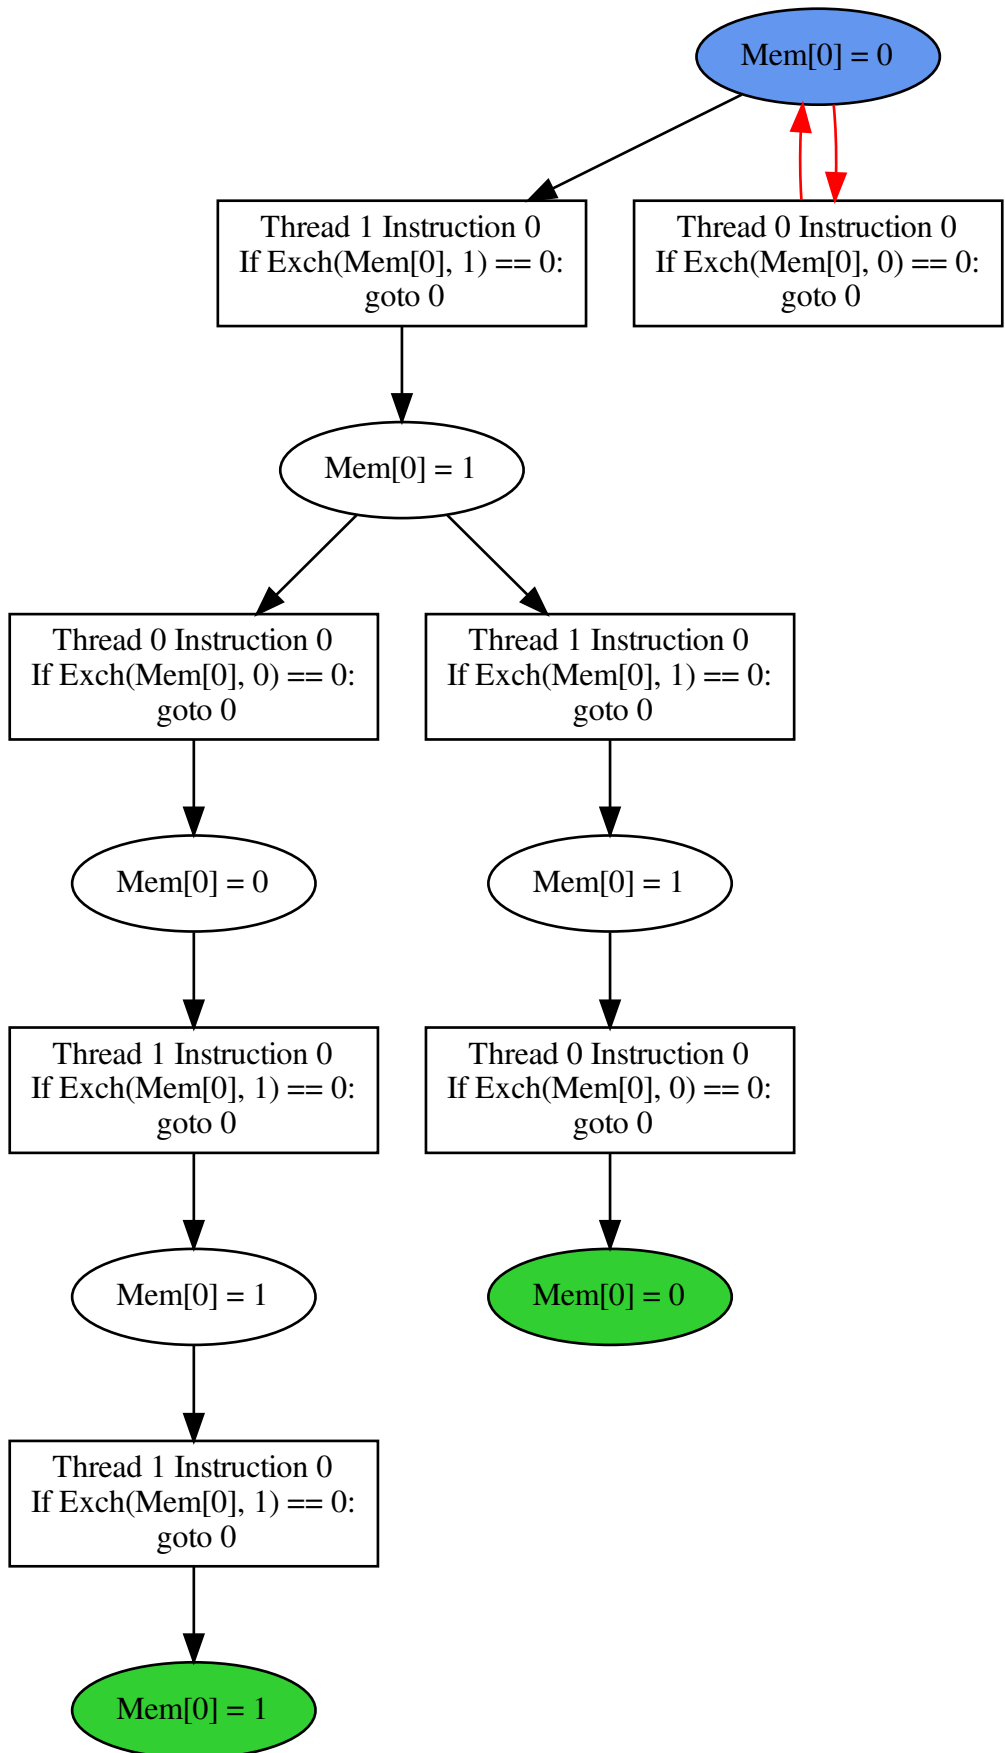 Mem[0] = 0
Thread 1 Instruction 0
If Exch(Mem[0], 1) == 0:
goto 0
Thread 0 Instruction 0
If Exch(Mem[0], 0) == 0:
goto 0
Mem[0] = 1
Thread 0 Instruction 0
If Exch(Mem[0], 0) == 0:
goto 0
Thread 1 Instruction 0
If Exch(Mem[0], 1) == 0:
goto 0
Mem[0] = 0
Mem[0] = 1
Thread 1 Instruction 0
If Exch(Mem[0], 1) == 0:
goto 0
Thread 0 Instruction 0
If Exch(Mem[0], 0) == 0:
goto 0
Mem[0] = 1
Mem[0] = 0
Thread 1 Instruction 0
If Exch(Mem[0], 1) == 0:
goto 0
Mem[0] = 1